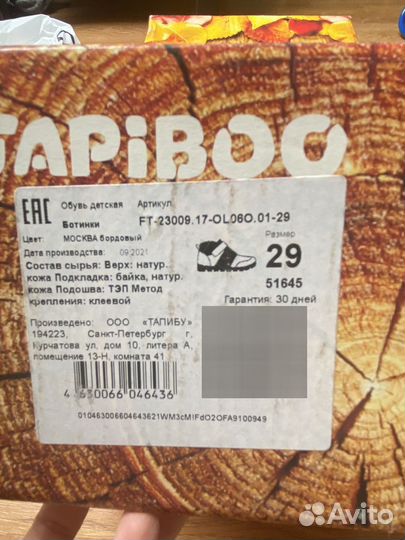 TAPiBOO
EAC
Обувь детская Артикул
Ботинки FT-23009.17-OL06O.01-29
Цвет: МОСКВА бордовый
Размер
Дата производства: 09.2021
29
Состав сырья: Верх: натур.
кожа Подкладка: байка, натур.
кожа Подошва: ТЭП Метод
крепления: клеевой
51645
Гарантия: 30 дней
Произведено: ООО «ТАПИБУ»
194223, Санкт-Петербург г,
Курчатова ул, дом 10, литера А,
помещение 13-Н, комната 41
4 630066 046436
010463006604643621WM3cM!FdO2OFA9100949
Avito